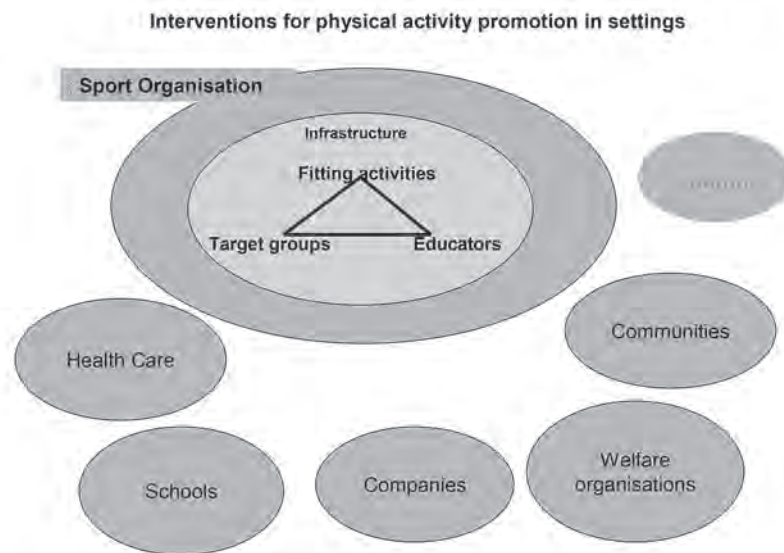 Interventions for physical activity promotion in settings
Sport Organisation
Infrastructure
Fitting activities
Target groups
Educators
.........
Communities
Health Care
Welfare
organisations
Schools
Companies